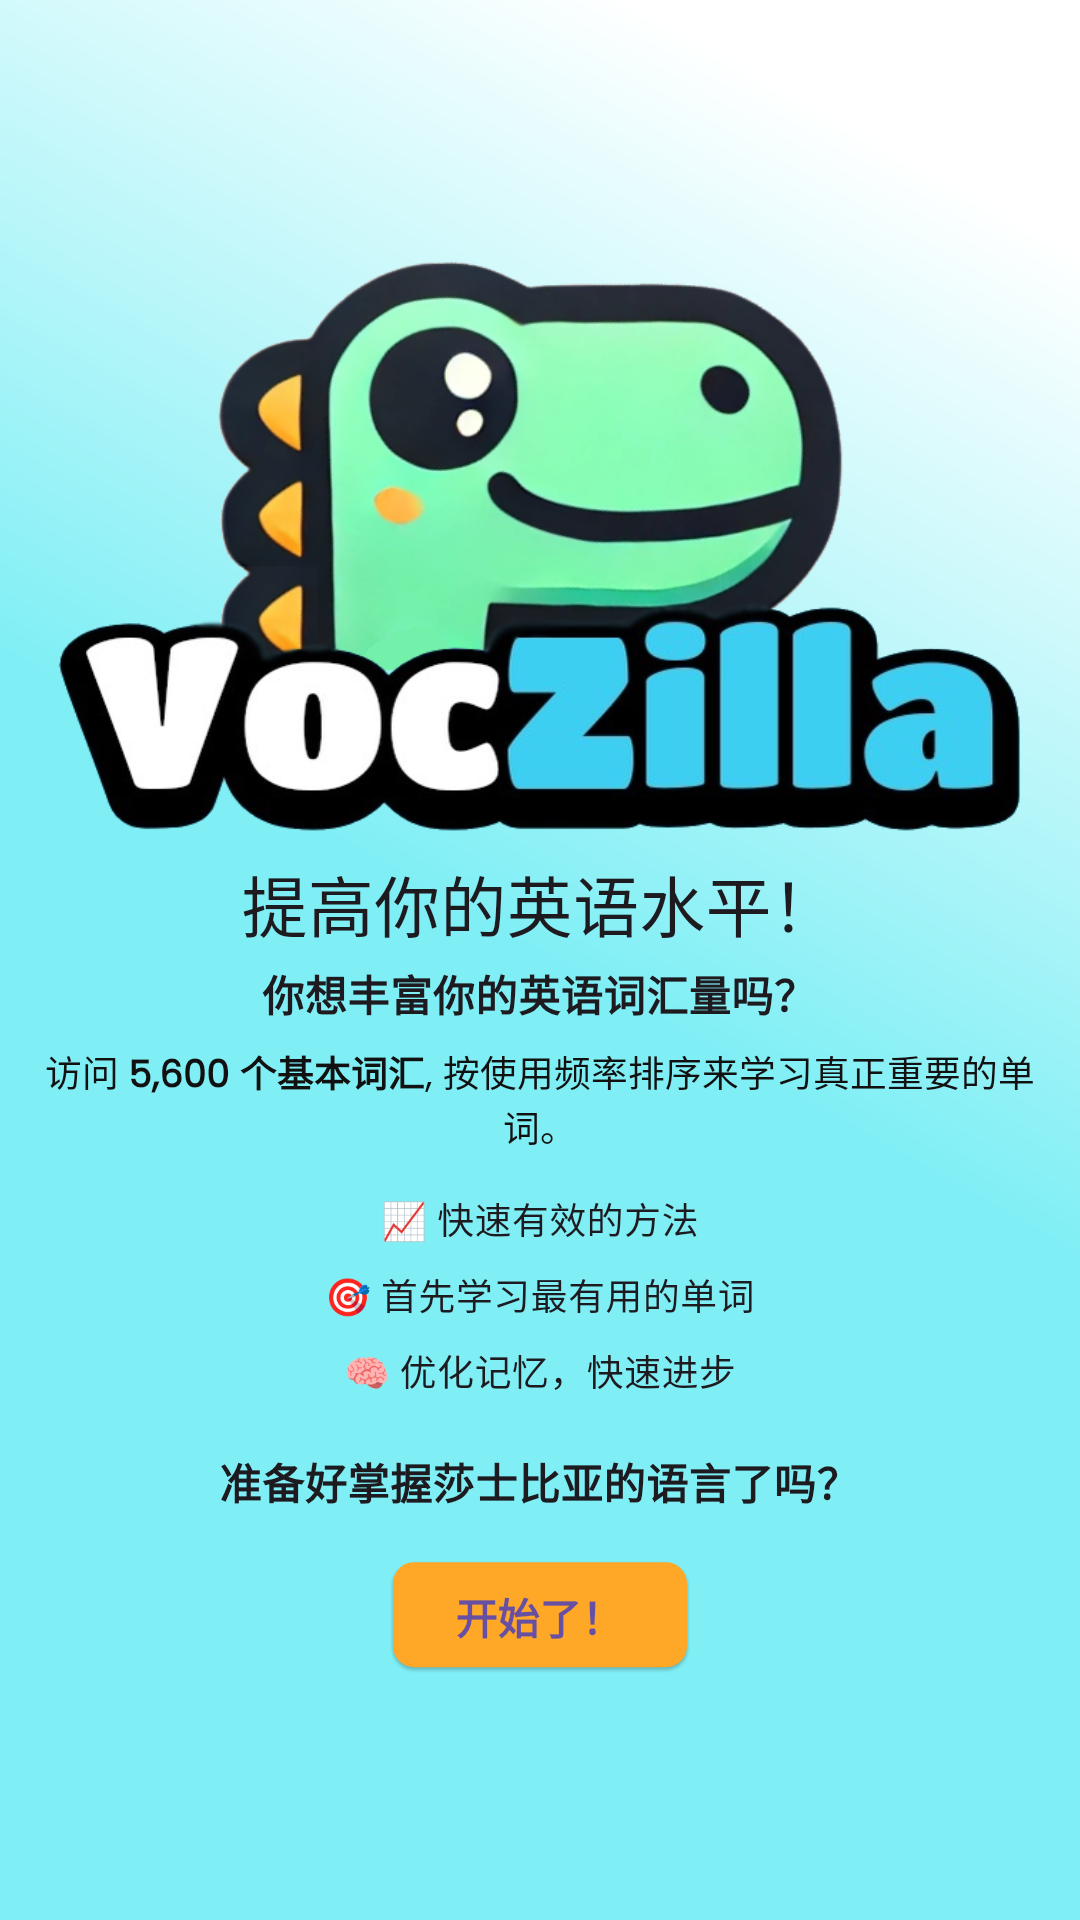 VocZilla
提高你的英语水平！
你想丰富你的英语词汇量吗？
访问 5,600 个基本词汇, 按使用频率排序来学习真正重要的单
词。
📈 快速有效的方法
🎯 首先学习最有用的单词
🧠 优化记忆，快速进步
准备好掌握莎士比亚的语言了吗？
开始了！